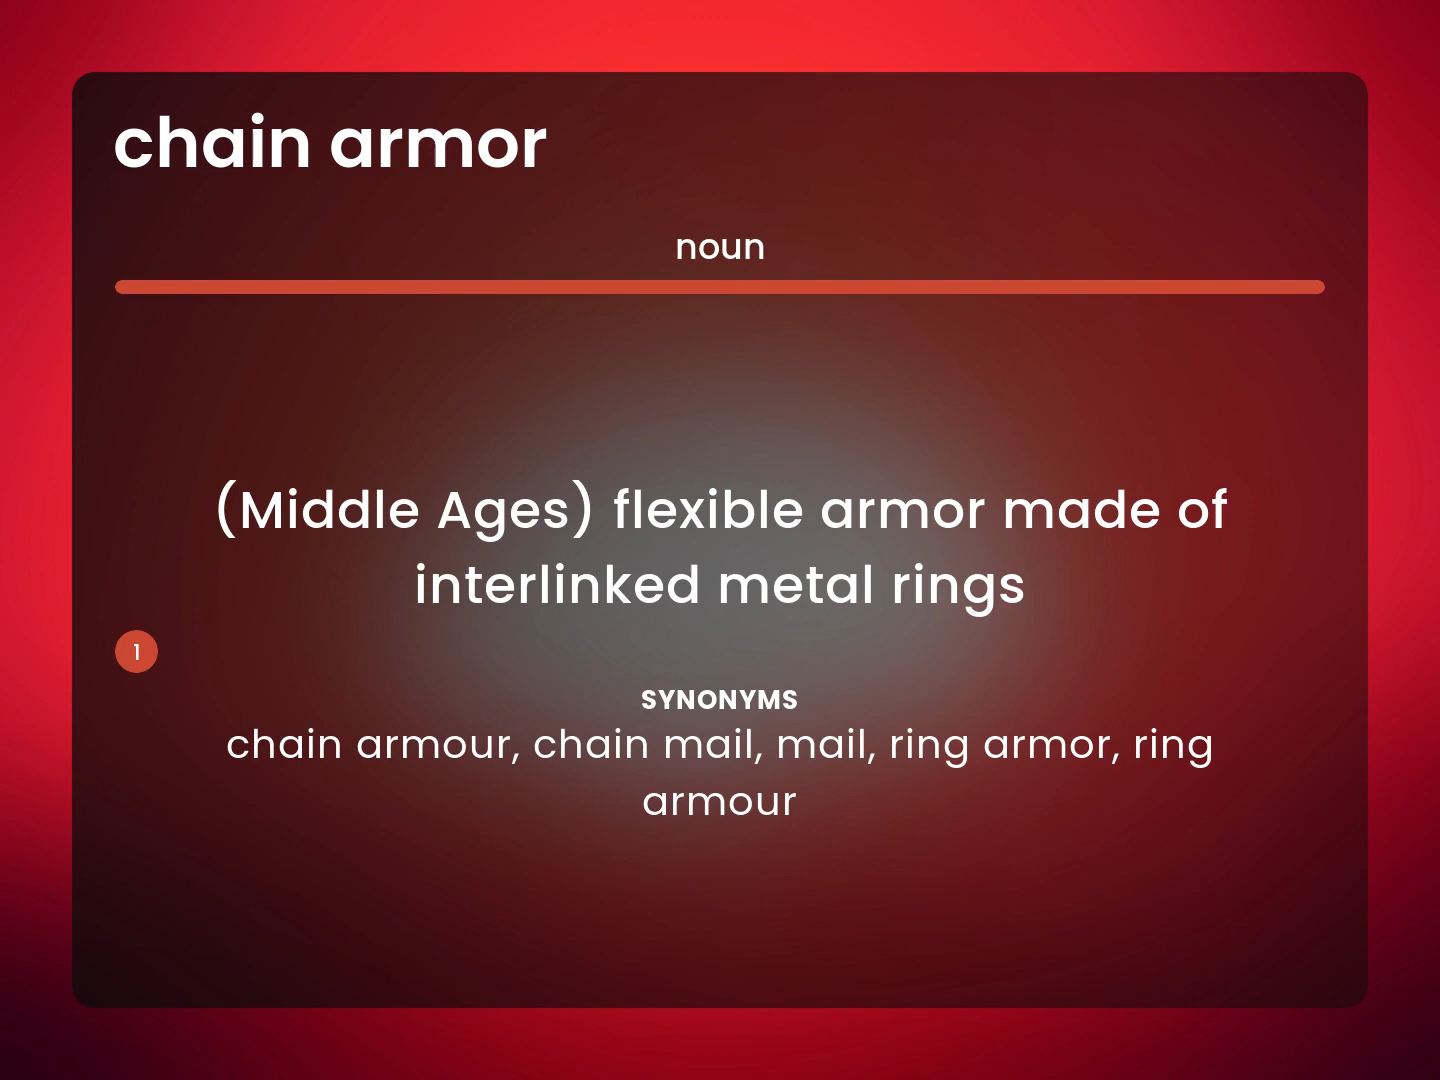 chain armor
noun
(Middle Ages) flexible armor made of
interlinked metal rings
1
SYNONYMS
chain armour, chain mail, mail, ring armor, ring
armour